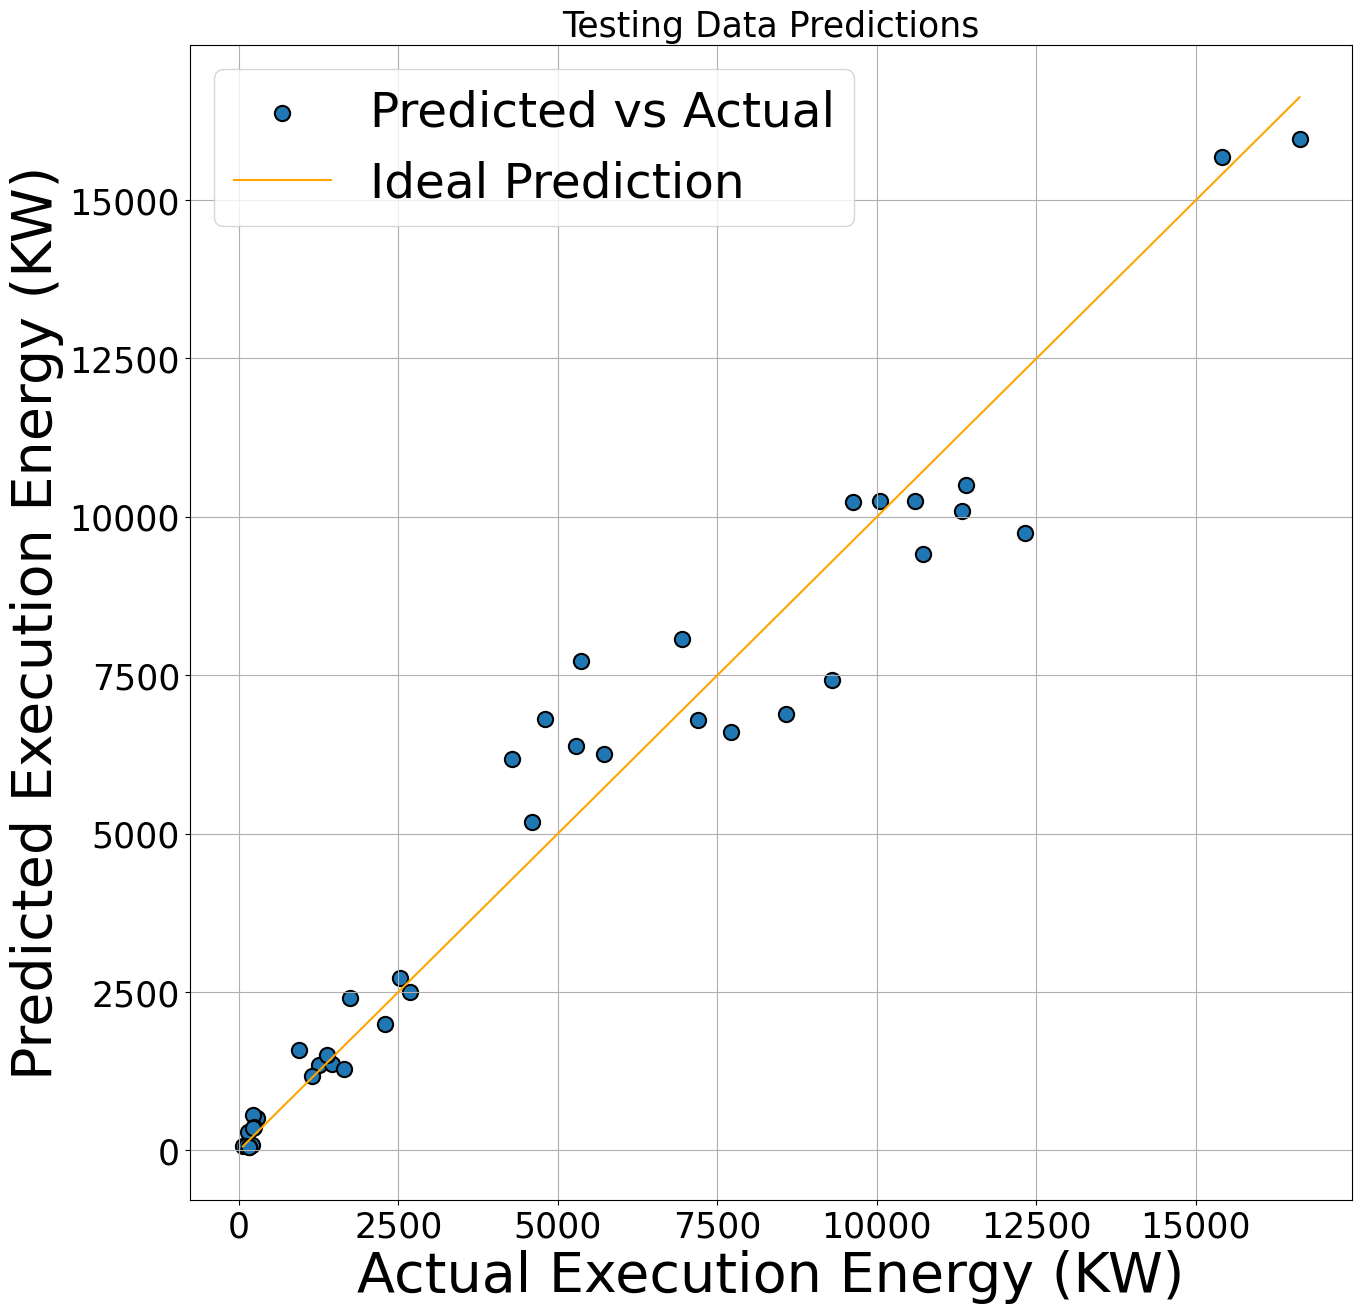 Testing Data Predictions
Predicted vs Actual
Ideal Prediction
Predicted Execution Energy (KW)
15000
12500
10000
7500
5000
2500
0
0 2500 5000 7500 10000 12500 15000
Actual Execution Energy (KW)